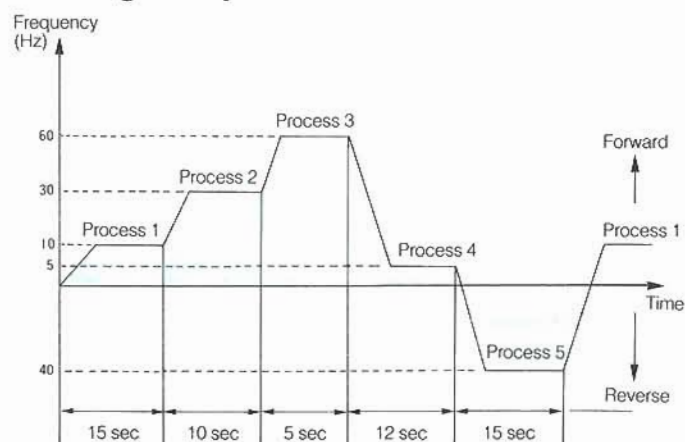 Frequency
(Hz)
Process 3
60
Forward
Process 2
30
Process 1
Process 1
10
Process 4
5
Time
Process 5
40
Reverse
15 sec
10 sec
5 sec
12 sec
15 sec